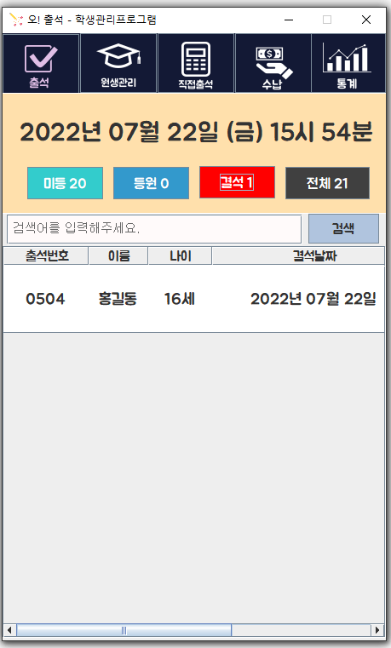 오! 출석 - 학생관리프로그램
출석 원생관리 직접출석 수납 통계
2022년 07월 22일 (금) 15시 54분
미등 20 등원 0 결석 1 전체 21
검색어를 입력해주세요. 검색
출석번호 이름 나이 결석날짜
0504 홍길동 16세 2022년 07월 22일